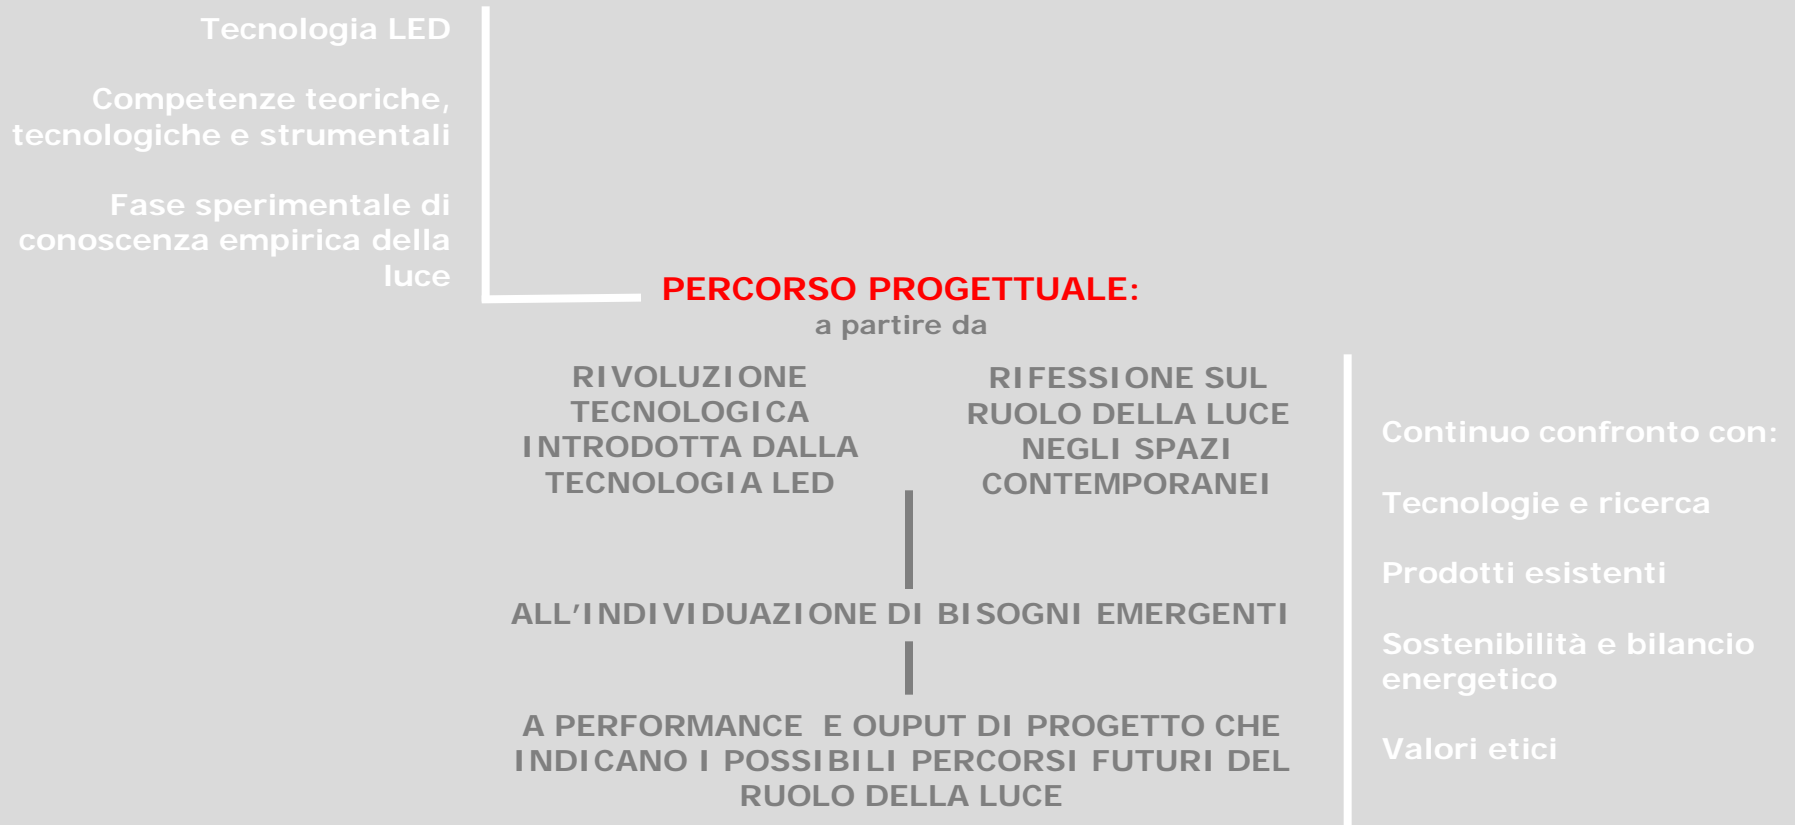 Tecnologia LED
Competenze teoriche,
tecnologiche e strumentali
Fase sperimentale di
conoscenza empirica della
luce
PERCORSO PROGETTUALE:
a partire da
RIVOLUZIONE
TECNOLOGICA
INTRODOTTA DALLA
TECNOLOGIA LED
RIFESSIONE SUL
RUOLO DELLA LUCE
NEGLI SPAZI
CONTEMPORANEI
ALL’INDIVIDUAZIONE DI BISOGNI EMERGENTI
A PERFORMANCE E OUPUT DI PROGETTO CHE
INDICANO I POSSIBILI PERCORSI FUTURI DEL
RUOLO DELLA LUCE
Continuo confronto con:
Tecnologie e ricerca
Prodotti esistenti
Sostenibilità e bilancio
energetico
Valori etici